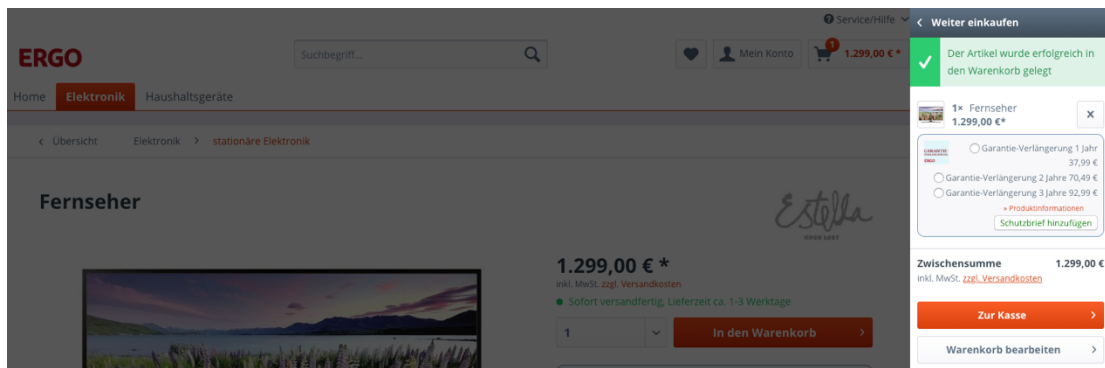 Service/Hilfe
ERGO
Suchbegriff...
Mein Konto
1
1.299,00 € *
Home Elektronik Haushaltsgeräte
Übersicht Elektronik stationäre Elektronik
Fernseher
Estella
1.299,00 € *
inkl. MwSt. zzgl. Versandkosten
Sofort versandfertig, Lieferzeit ca. 1-3 Werktage
1
In den Warenkorb
Weiter einkaufen
Der Artikel wurde erfolgreich in
den Warenkorb gelegt
1× Fernseher
1.299,00 €*
GARANTIE
ERGO
Garantie-Verlängerung 1 Jahr
37,99 €
Garantie-Verlängerung 2 Jahre 70,49 €
Garantie-Verlängerung 3 Jahre 92,99 €
» Produktinformationen
Schutzbrief hinzufügen
Zwischensumme 1.299,00 €
inkl. MwSt. zzgl. Versandkosten
Zur Kasse
Warenkorb bearbeiten